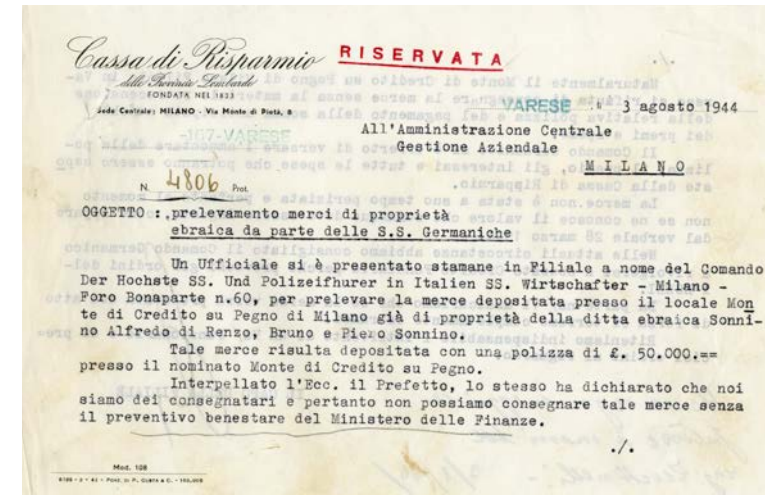 Cassa di Risparmio
delle Provincie Lombarde
FONDATA NEL 1823
Sede Centrale: MILANO - Via Monte di Pietà, 8
RISERVATA
-167-VARESE
VARESE li 3 agosto 1944
All'Amministrazione Centrale
Gestione Aziendale
MILANO
N. 4806 Prot.
OGGETTO : prelevamento merci di proprietà
ebraica da parte delle S.S. Germaniche
Un Ufficiale si è presentato stamane in Filiale a nome del Comando
Der Hochste SS. Und Polizeifhurer in Italien SS. Wirtschafter - Milano -
Foro Bonaparte n.60, per prelevare la merce depositata presso il locale Mon
te di Credito su Pegno di Milano già di proprietà della ditta ebraica Sonni-
no Alfredo di Renzo, Bruno e Piero Sonnino.
Tale merce risulta depositata con una polizza di £. 50.000.==
presso il nominato Monte di Credito su Pegno.
Interpellato l'Ecc. il Prefetto, lo stesso ha dichiarato che noi
siamo dei consegnatari e pertanto non possiamo consegnare tale merce senza
il preventivo benestare del Ministero delle Finanze.
./.
Mod. 108